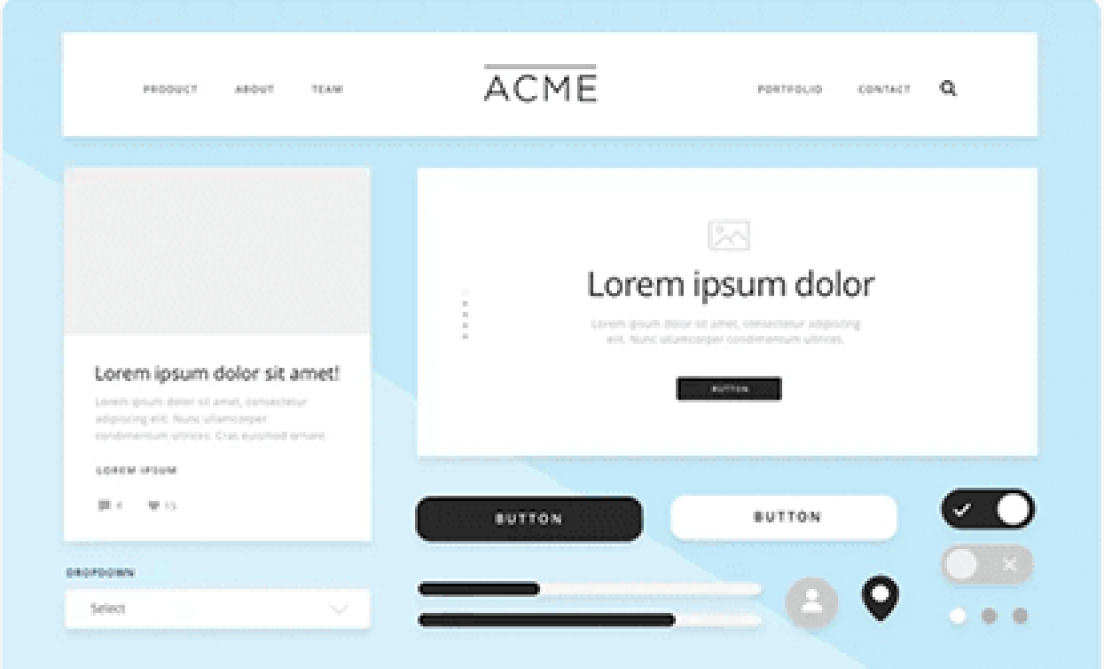 PRODUCT ABOUT TEAM ACME PORTFOLIO CONTACT
Lorem ipsum dolor sit amet!
Lorem ipsum dolor sit amet, consectetur
adipiscing elit. Nunc ullamcorper
condimentum ultrices. Cras euismod ornare
LOREM IPSUM
4 15
Lorem ipsum dolor
Lorem ipsum dolor sit amet, consectetur adipiscing
elit. Nunc ullamcorper condimentum ultrices.
BUTTON
BUTTON
BUTTON
DROPDOWN
Select